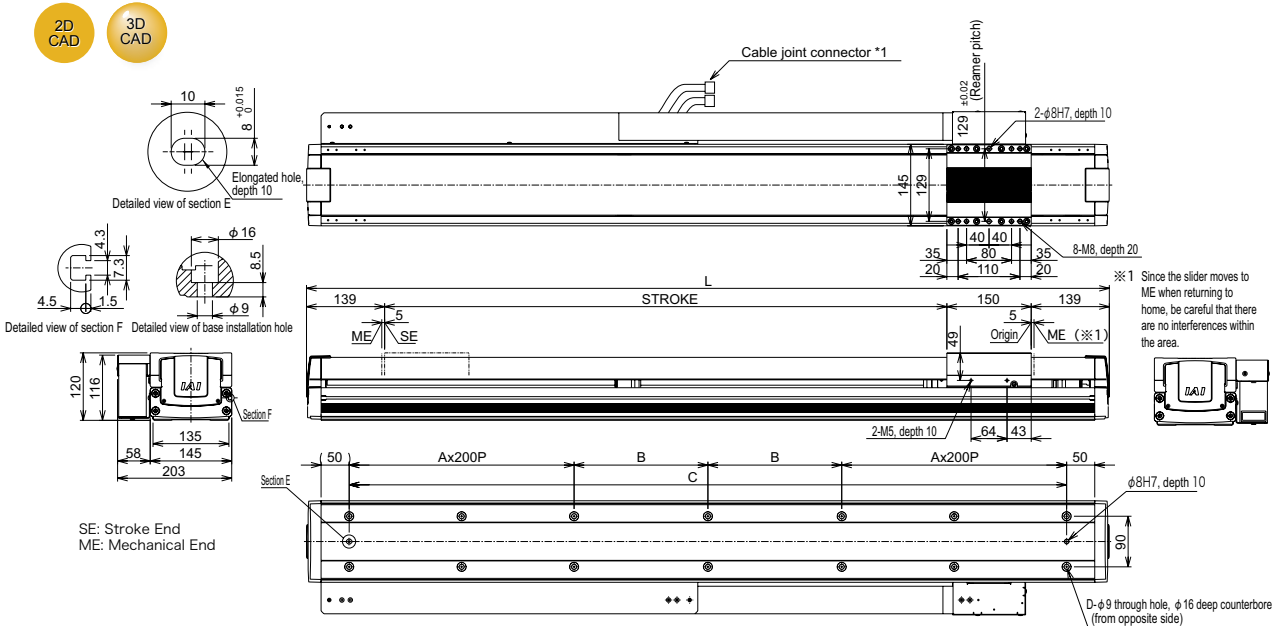 2D
CAD
3D
CAD
Cable joint connector *1
10
8 +0.015 0
129 ±0.02
(Reamer pitch)
2-φ8H7, depth 10
Elongated hole,
depth 10
Detailed view of section E
145
129
φ16
4.3
7.3
8.5
4.5
1.5
φ9
Detailed view of section F
Detailed view of base installation hole
40 40
35 80 35
20 110 20
8-M8, depth 20
L
139 STROKE 150 139
5
ME SE
49
5
Origin ME (※1)
※1 Since the slider moves to
ME when returning to
home, be careful that there
are no interferences within
the area.
120
116
IAI
Section F
135
58 145
203
2-M5, depth 10
64 43
IAI
(50) Ax200P B B Ax200P 50
C
Section E
φ8H7, depth 10
90
SE: Stroke End
ME: Mechanical End
D-φ9 through hole, φ16 deep counterbore
(from opposite side)